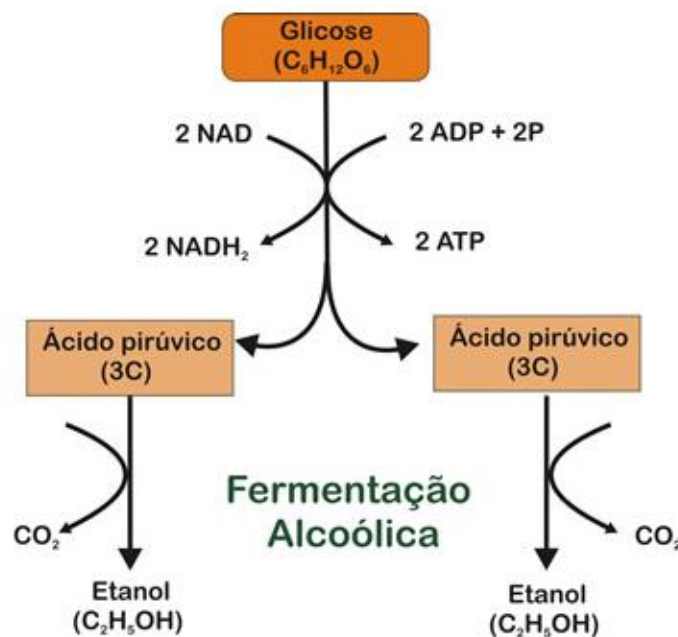 Glicose
(C₆H₁₂O₆)
2 NAD
2 ADP + 2P
2 NADH₂
2 ATP
Ácido pirúvico
(3C)
Ácido pirúvico
(3C)
Fermentação
Alcoólica
CO₂
CO₂
Etanol
(C₂H₅OH)
Etanol
(C₂H₅OH)